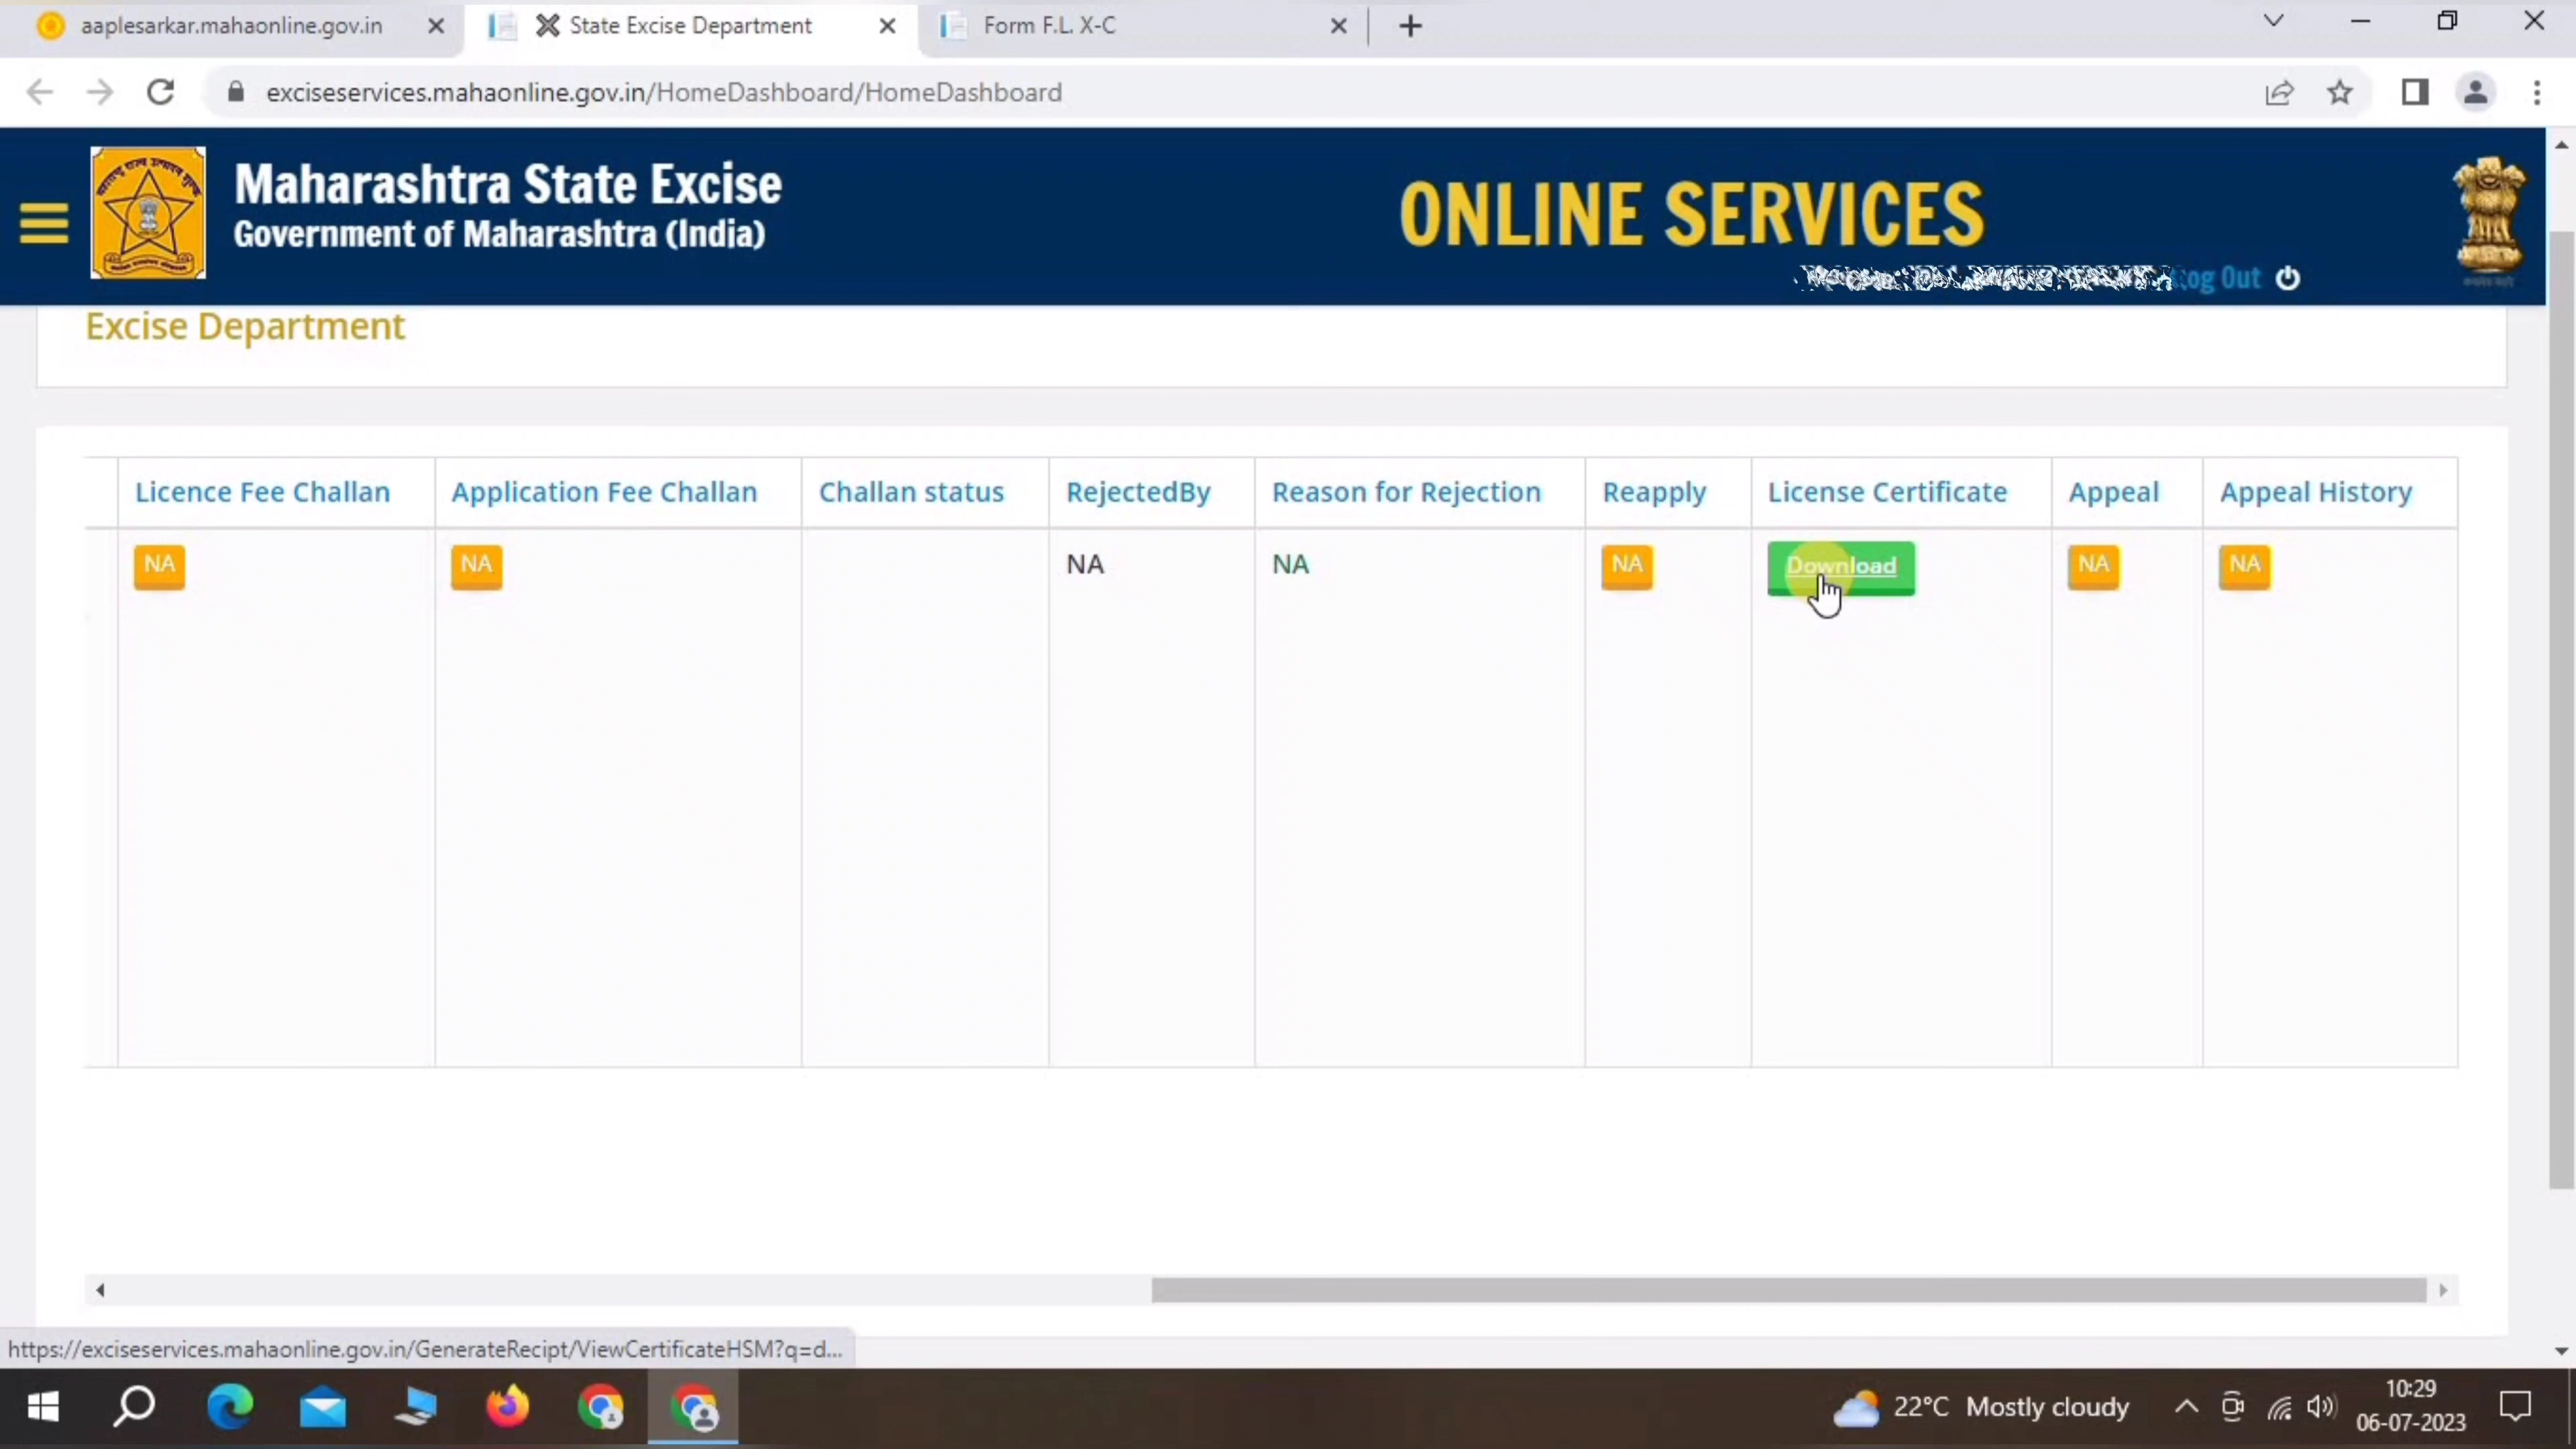 aaplesarkar.mahaonline.gov.in
State Excise Department
Form F.L. X-C
exciseservices.mahaonline.gov.in/HomeDashboard/HomeDashboard
Maharashtra State Excise
Government of Maharashtra (India)
ONLINE SERVICES
og Out
Excise Department
Licence Fee Challan Application Fee Challan Challan status RejectedBy Reason for Rejection Reapply License Certificate Appeal Appeal History
NA NA NA NA NA Download NA NA
https://exciseservices.mahaonline.gov.in/GenerateRecipt/ViewCertificateHSM?q=d...
22°C Mostly cloudy
10:29
06-07-2023